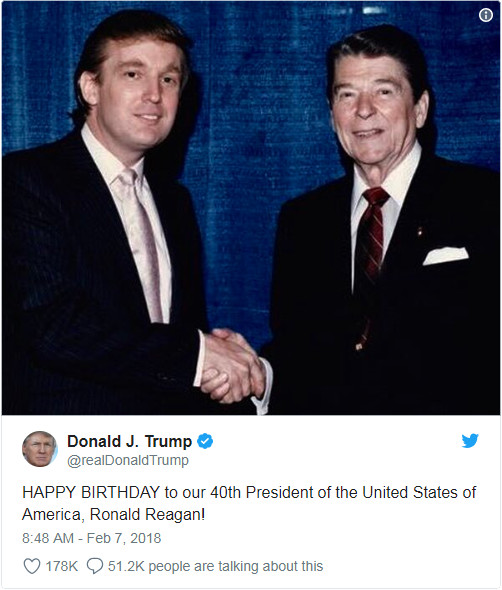 Donald J. Trump
@realDonaldTrump
HAPPY BIRTHDAY to our 40th President of the United States of
America, Ronald Reagan!
8:48 AM - Feb 7, 2018
178K 51.2K people are talking about this